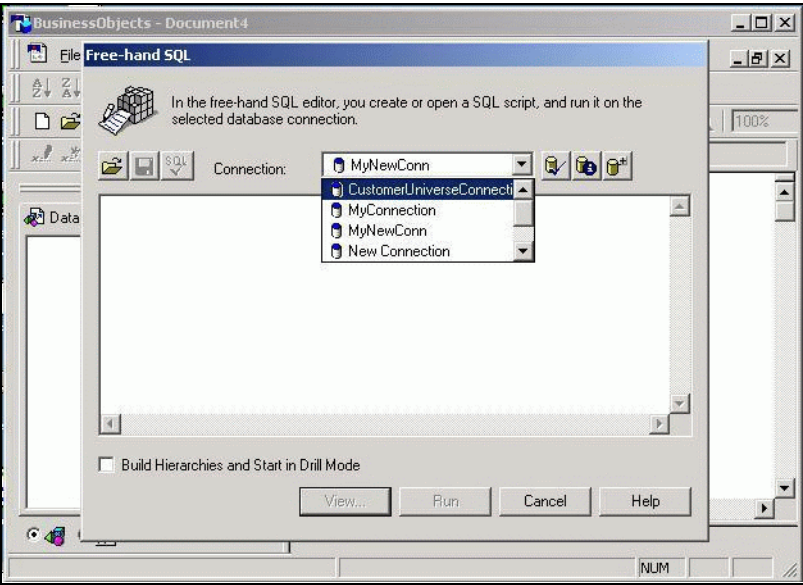 BusinessObjects - Document4
File
Free-hand SQL
In the free-hand SQL editor, you create or open a SQL script, and run it on the
selected database connection.
100%
SQL
Connection:
MyNewConn
CustomerUniverseConnecti
MyConnection
MyNewConn
New Connection
Data
Build Hierarchies and Start in Drill Mode
View...
Run
Cancel
Help
NUM